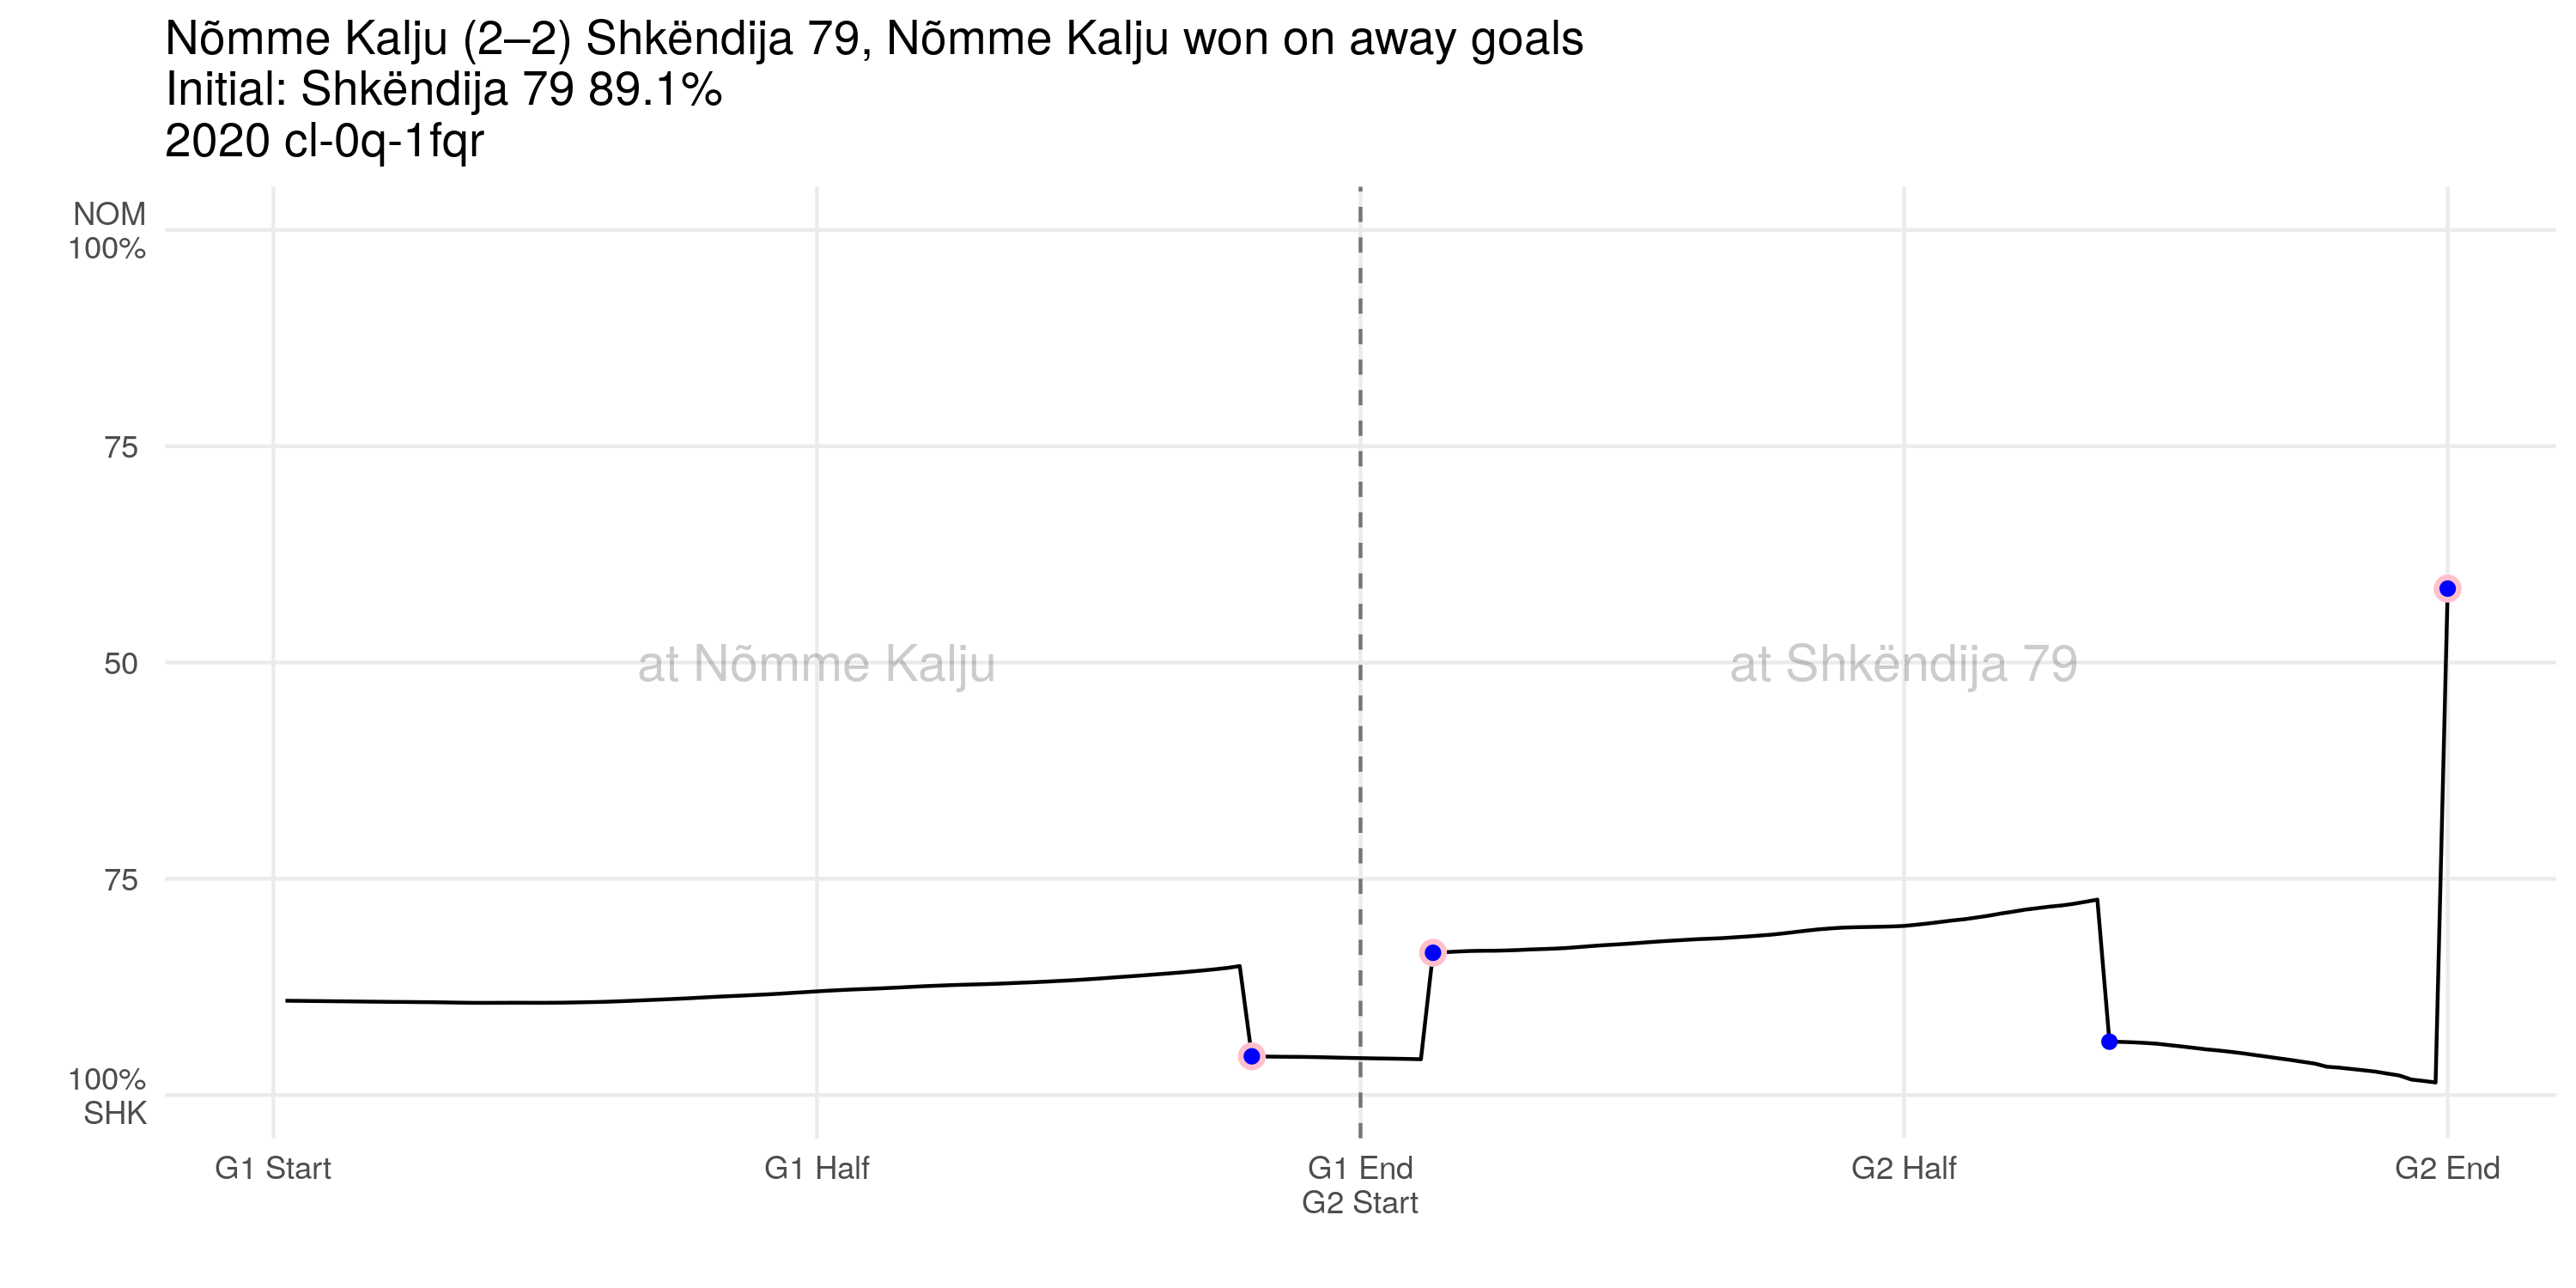 Nõmme Kalju (2–2) Shkëndija 79, Nõmme Kalju won on away goals
Initial: Shkëndija 79 89.1%
2020 cl-0q-1fqr
NOM
100%
75
50
75
100%
SHK
at Nõmme Kalju
at Shkëndija 79
G1 Start
G1 Half
G1 End
G2 Start
G2 Half
G2 End